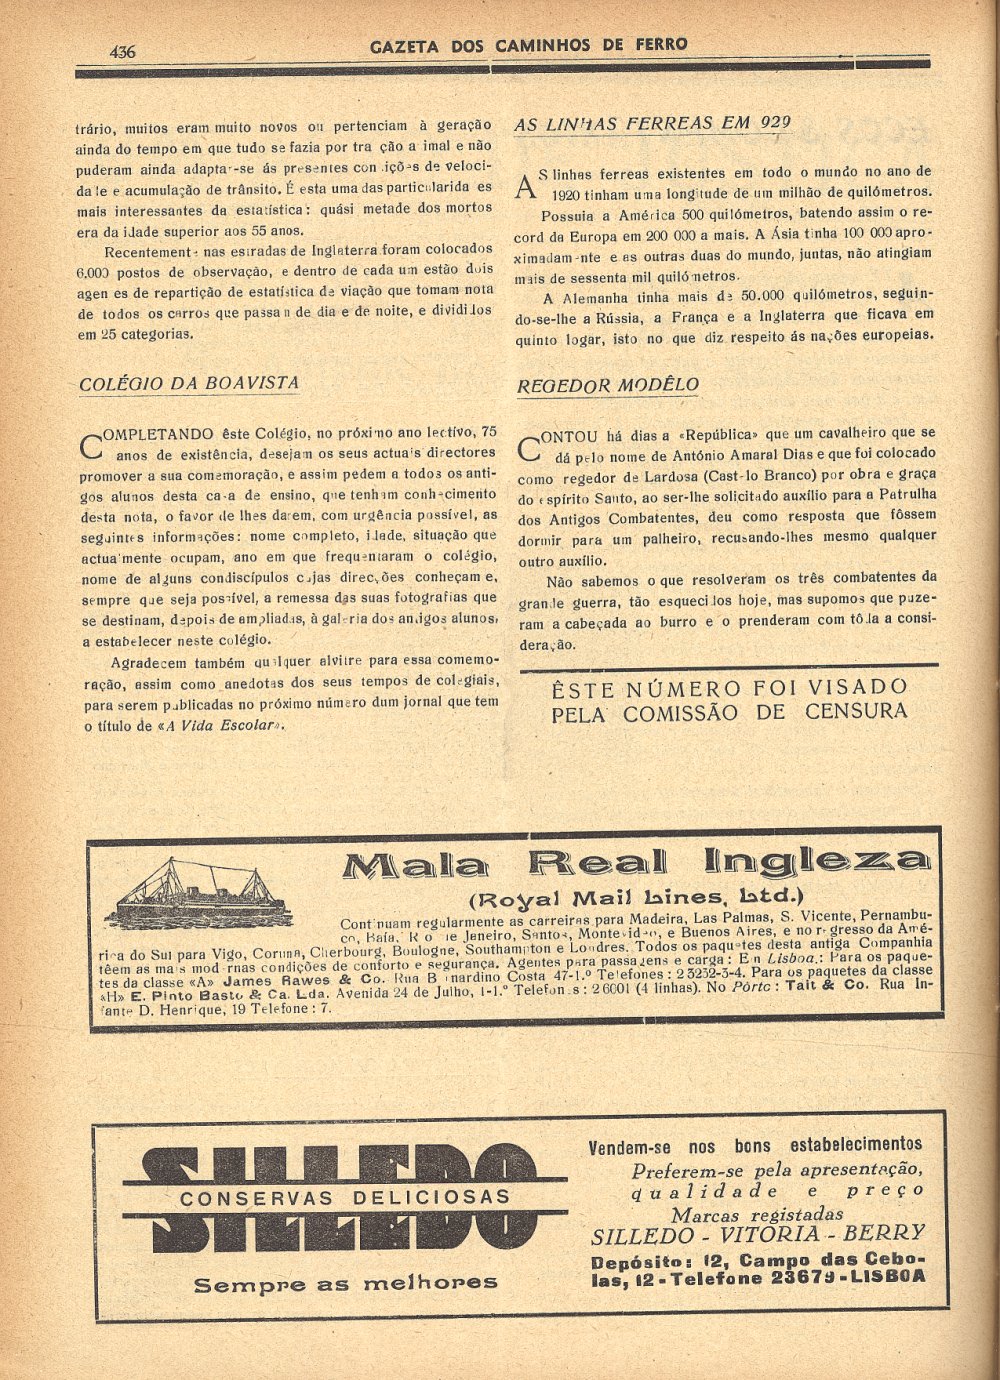 436
GAZETA DOS CAMINHOS DE FERRO
trário, muitos eram muito novos ou pertenciam à geração
ainda do tempo em que tudo se fazia por tra ção a imal e não
puderam ainda adapta--se ás presentes con ições de veloci-
da le e acumulação de trânsito. É esta uma das particularida es
mais interessantes da estatística: quási metade dos mortos
era da idade superior aos 55 anos.
Recentement nas estradas de Inglaterra foram colocados
6.000 postos de observação, e dentro de cada um estão dois
agen es de repartição de estatística de viação que tomam nota
de todos os carros que passa n de dia e de noite, e divididos
em 25 categorias.
COLÉGIO DA BOAVISTA
COMPLETANDO êste Colégio, no próximo ano lectivo, 75
anos de existência, desejam os seus actuais directores
promover a sua comemoração, e assim pedem a todos os anti-
gos alunos desta ca a de ensino, que tenham conhecimento
desta nota, o favor de lhes darem, com urgência possível, as
seguintes informações: nome completo, idade, situação que
actualmente ocupam, ano em que frequentaram o colégio,
nome de alguns condiscípulos cujas direcções conheçam e,
sempre que seja possível, a remessa das suas fotografias que
se destinam, depois de ampliadas, à galeria dos antigos alunos,
a estabelecer neste colégio.
Agradecem também qualquer alvitre para essa comemo-
ração, assim como anedotas dos seus tempos de colegiais,
para serem publicadas no próximo número dum jornal que tem
o título de «A Vida Escolar».
AS LINHAS FERREAS EM 929
AS linhas ferreas existentes em todo o mundo no ano de
1920 tinham uma longitude de um milhão de quilómetros.
Possuia a América 500 quilómetros, batendo assim o re-
cord da Europa em 200 000 a mais. A Ásia tinha 100 000 apro-
ximadamente e as outras duas do mundo, juntas, não atingiam
mais de sessenta mil quilómetros.
A Alemanha tinha mais de 50.000 quilómetros, seguin-
do-se-lhe a Rússia, a França e a Inglaterra que ficava em
quinto logar, isto no que diz respeito ás nações europeias.
REGEDOR MODÊLO
CONTOU há dias a «República» que um cavalheiro que se
dá pelo nome de António Amaral Dias e que foi colocado
como regedor de Lardosa (Castelo Branco) por obra e graça
do espírito Santo, ao ser-lhe solicitado auxílio para a Patrulha
dos Antigos Combatentes, deu como resposta que fôssem
dormir para um palheiro, recusando-lhes mesmo qualquer
outro auxílio.
Não sabemos o que resolveram os três combatentes da
grande guerra, tão esquecidos hoje, mas supomos que puze-
ram a cabeçada ao burro e o prenderam com tôda a consi-
deração.
ÊSTE NÚMERO FOI VISADO
PELA COMISSÃO DE CENSURA
Mala Real Ingleza
(Royal Mail Lines, Ltd.)
Continuam regularmente as carreiras para Madeira, Las Palmas, S. Vicente, Pernambu-
co, Baía, R o de Jeneiro, Santos, Montevideo, e Buenos Aires, e no regresso da Amé-
rica do Sul para Vigo, Coruna, Cherbourg, Boulogne, Southampton e Londres. Todos os paquetes desta antiga Companhia
têem as mais modernas condições de conforto e segurança. Agentes para passagens e carga: Em Lisboa.: Para os paque-
tes da classe «A» James Rawes & Co. Rua Bernardino Costa 47-1.º Telefones: 23232-3-4. Para os paquetes da classe
«H» E. Pinto Basto & Ca. Lda. Avenida 24 de Julho, 1-1.º Telefones: 26001 (4 linhas). No Pôrto: Tait & Co. Rua In-
fante D. Henrique, 19 Telefone: 7.
SILLEDO
CONSERVAS DELICIOSAS
Sempre as melhores
Vendem-se nos bons estabelecimentos
Preferem-se pela apresentação,
qualidade e preço
Marcas registadas
SILLEDO - VITORIA - BERRY
Depósito: 12, Campo das Cebo-
las, 12 - Telefone 23679 - LISBOA